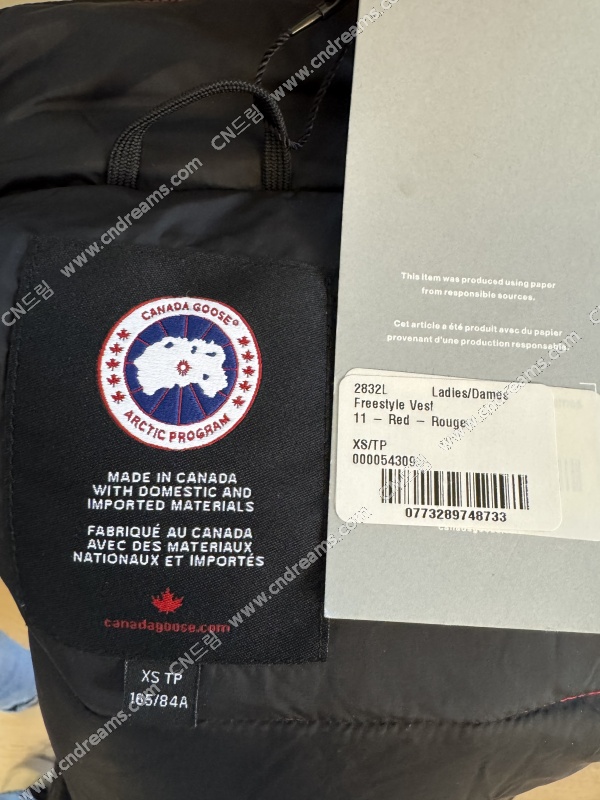 This item was produced using paper
from responsible sources.
Cet article a été produit avec du papier
provenant d'une production responsable.
2832L Ladies/Dames
Freestyle Vest
11 – Red – Rouge
XS/TP
000054309
0773289748733
CANADA GOOSE®
ARCTIC PROGRAM
MADE IN CANADA
WITH DOMESTIC AND
IMPORTED MATERIALS
FABRIQUÉ AU CANADA
AVEC DES MATERIAUX
NATIONAUX ET IMPORTÉS
canadagoose.com
XS TP
165/84A
CN드림 www.cndreams.com